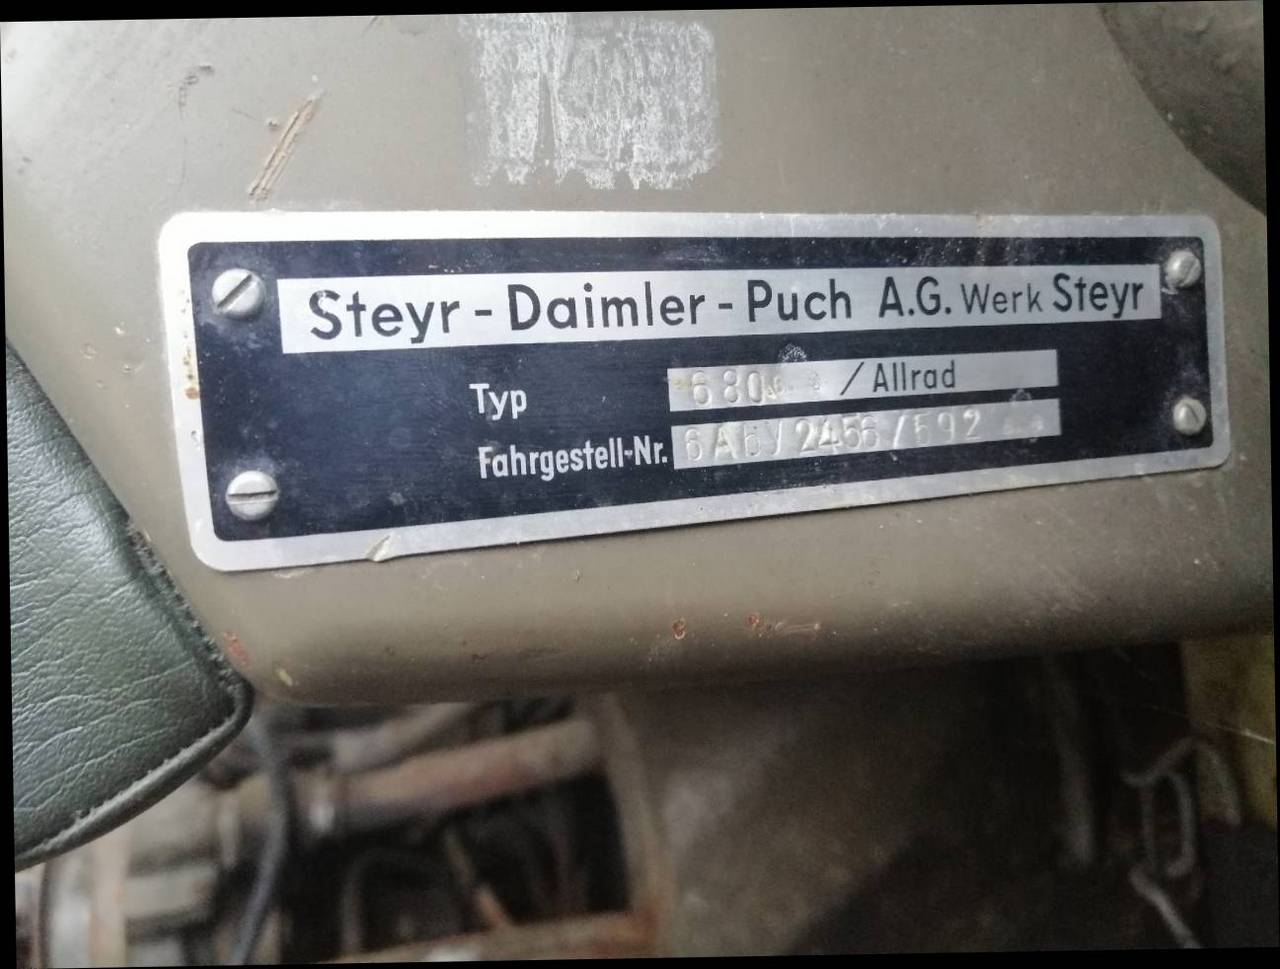 Steyr - Daimler - Puch A.G. Werk Steyr
Typ 680 / Allrad
Fahrgestell-Nr.